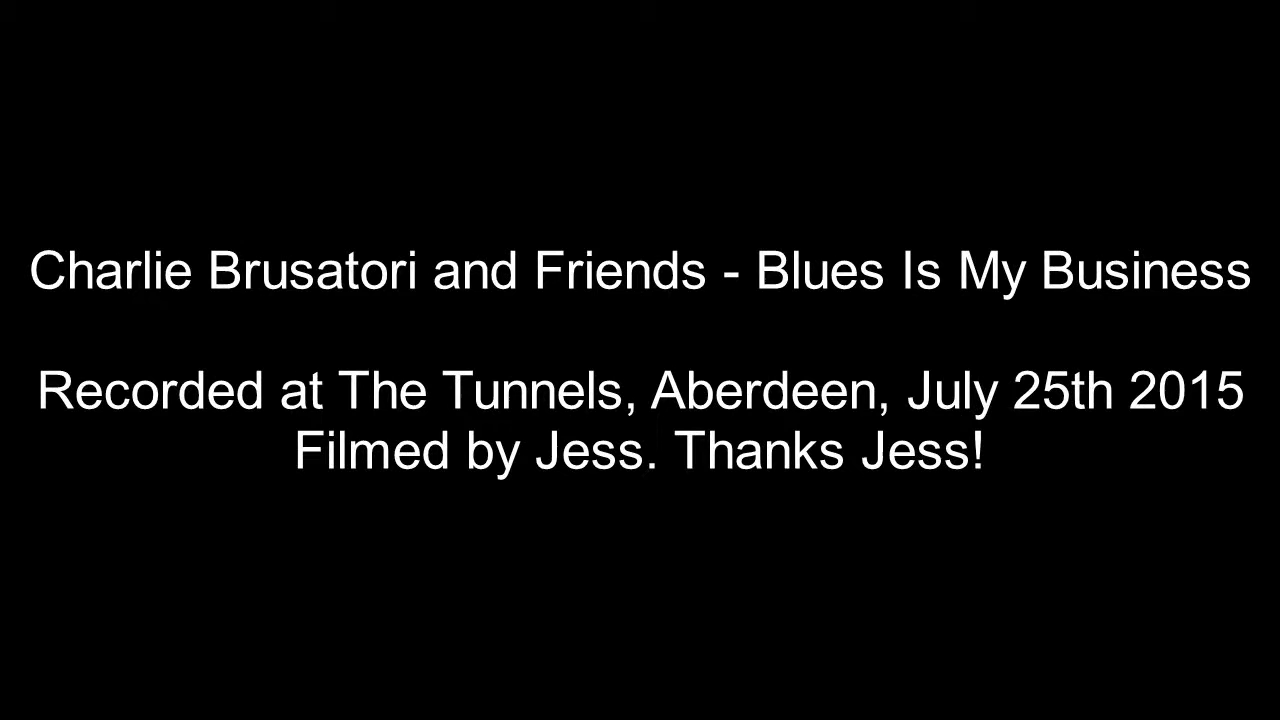 Charlie Brusatori and Friends - Blues Is My Business
Recorded at The Tunnels, Aberdeen, July 25th 2015
Filmed by Jess. Thanks Jess!